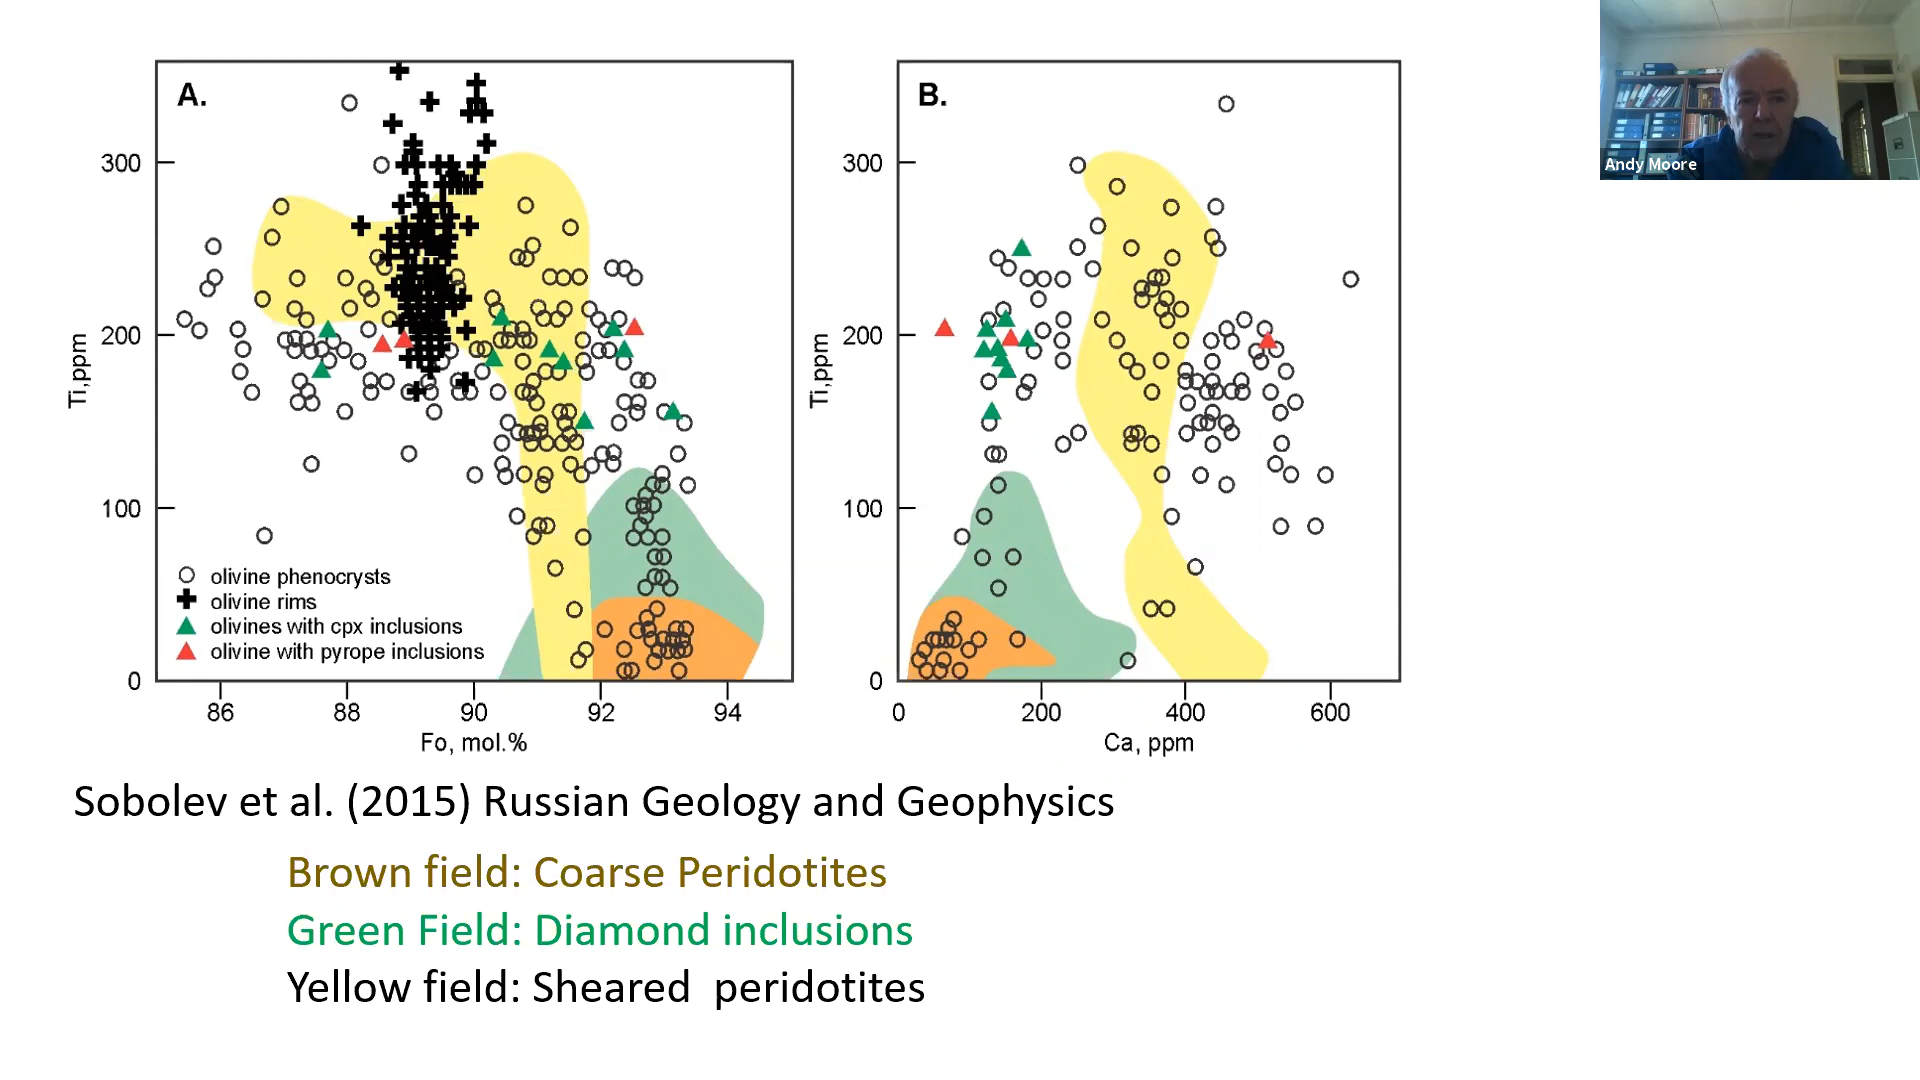 A.
300
200
100
0
Ti,ppm
olivine phenocrysts
olivine rims
olivines with cpx inclusions
olivine with pyrope inclusions
86 88 90 92 94
Fo, mol.%
B.
300
200
100
0
Ti,ppm
0 200 400 600
Ca, ppm
Andy Moore
Sobolev et al. (2015) Russian Geology and Geophysics
Brown field: Coarse Peridotites
Green Field: Diamond inclusions
Yellow field: Sheared peridotites